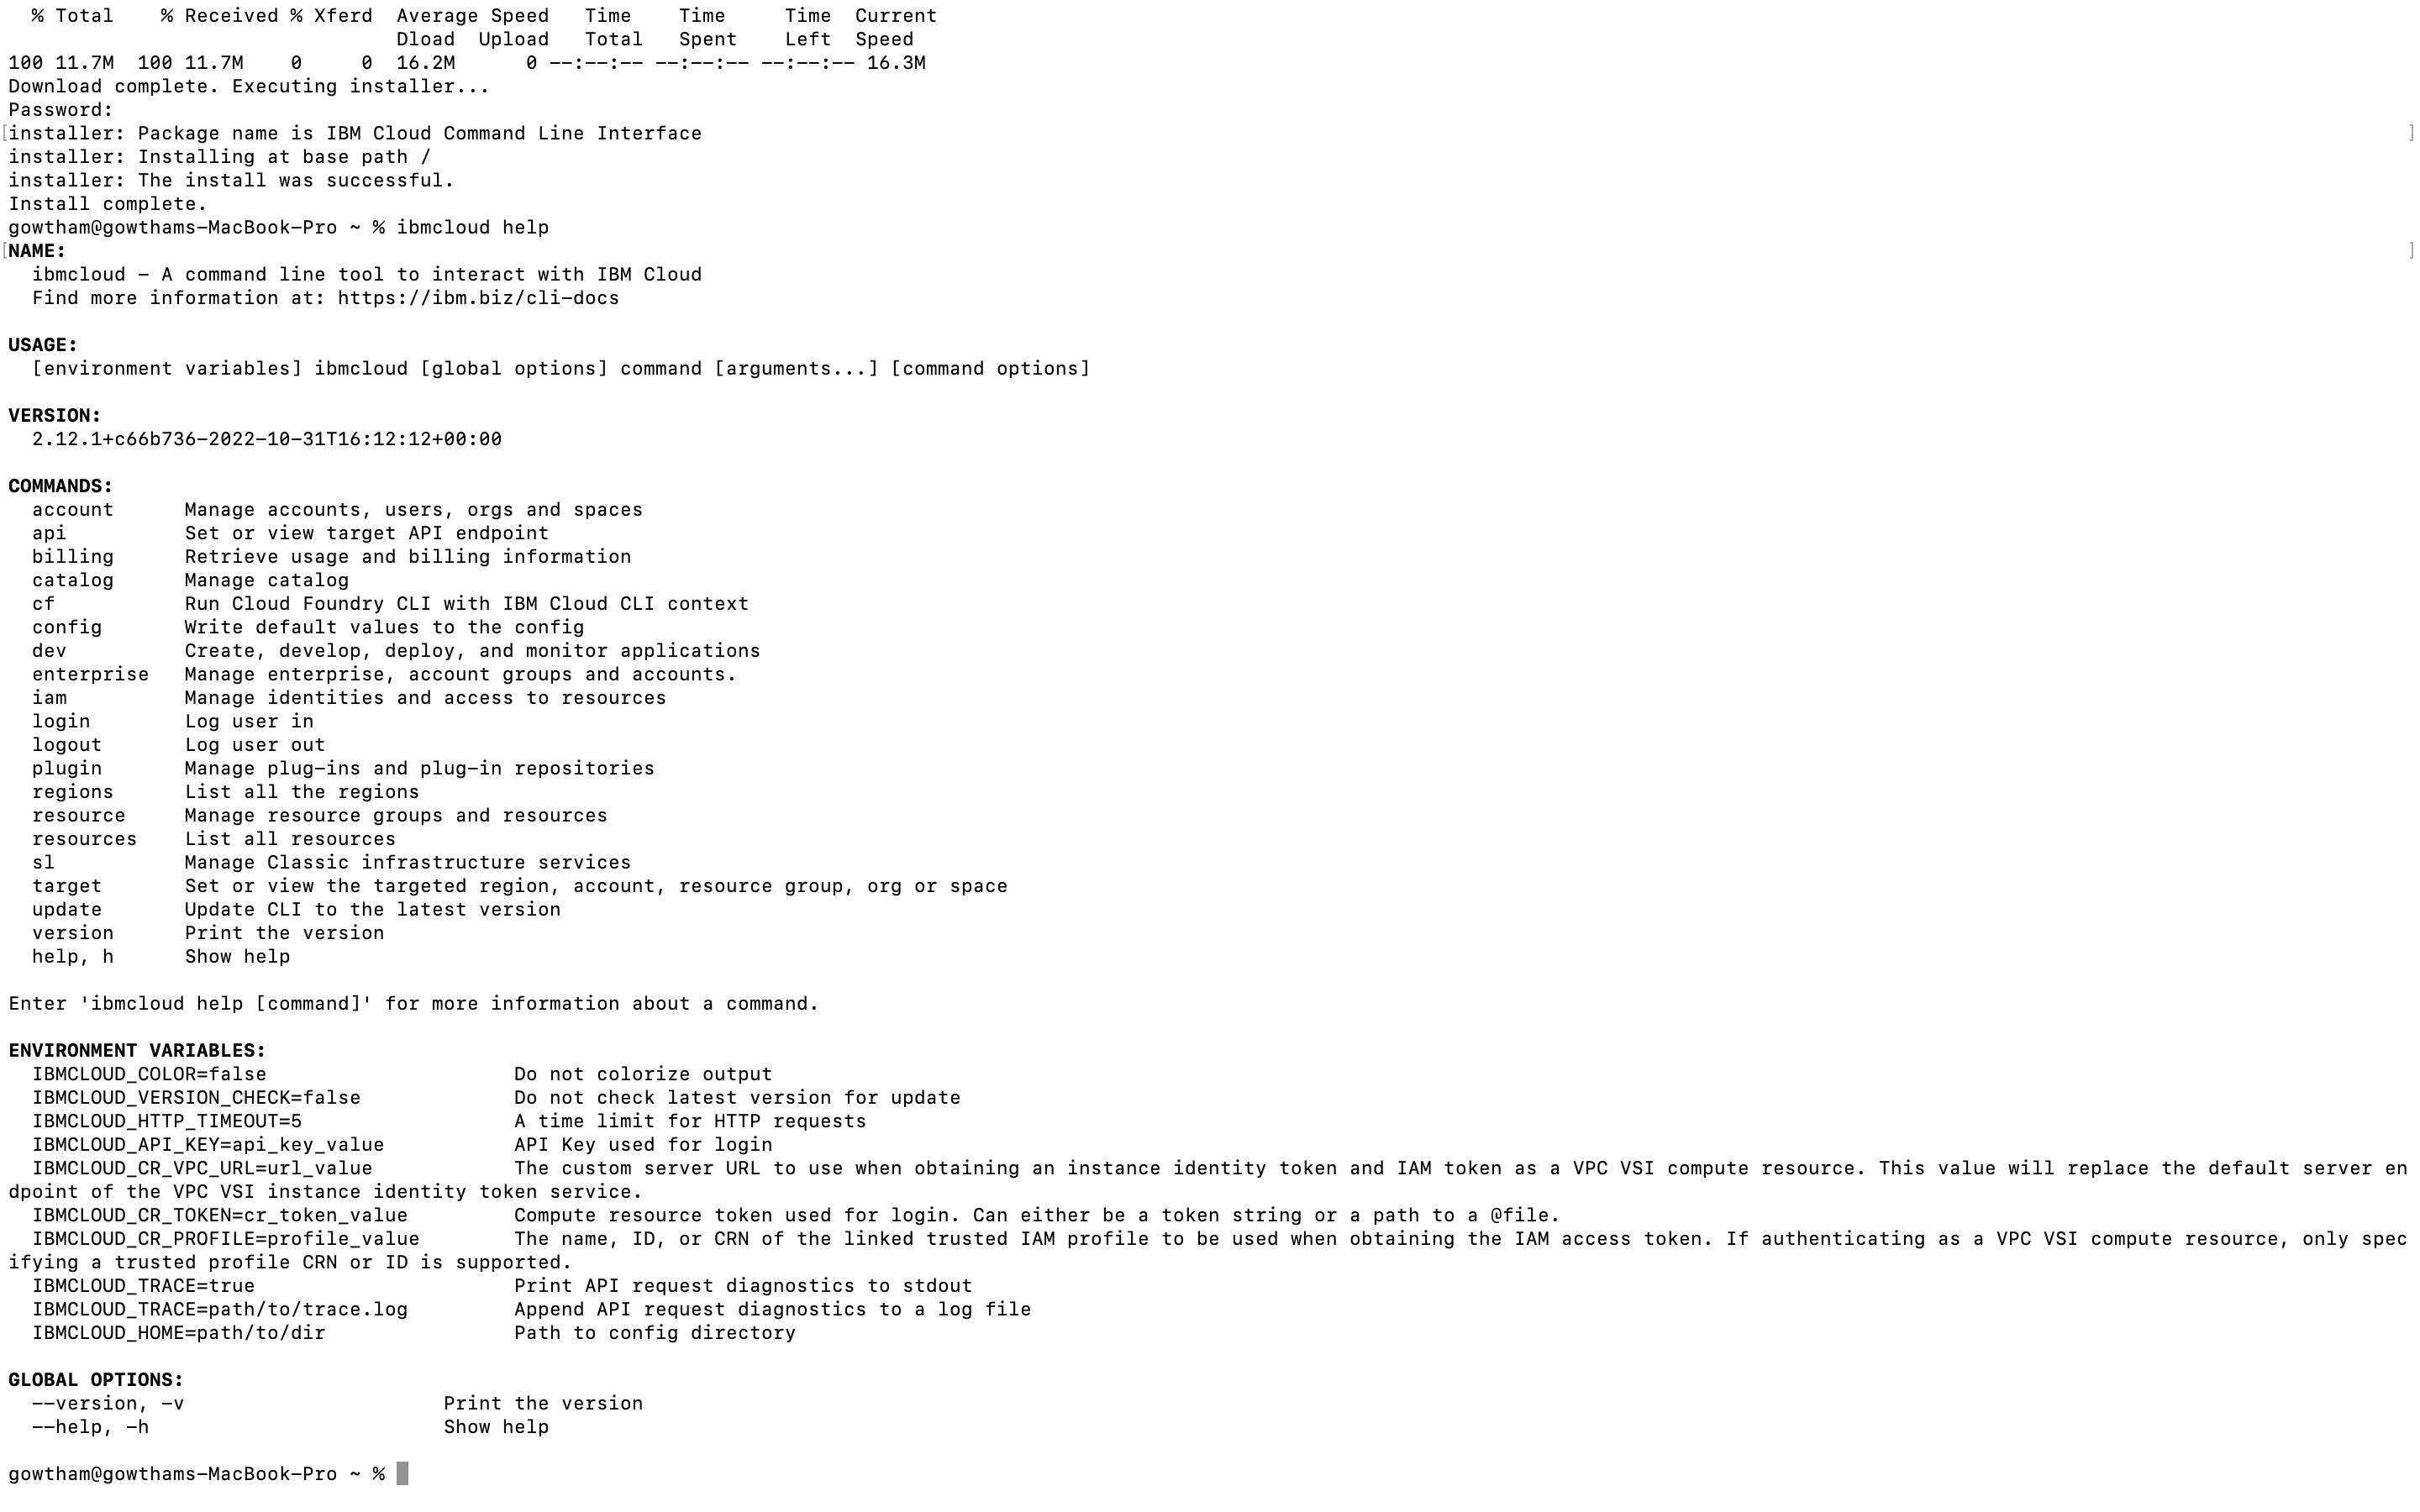 % Total    % Received % Xferd  Average Speed   Time    Time     Time  Current
                                 Dload  Upload   Total   Spent    Left  Speed
100 11.7M  100 11.7M    0     0  16.2M      0 --:--:-- --:--:-- --:--:-- 16.3M
Download complete. Executing installer...
Password:
[installer: Package name is IBM Cloud Command Line Interface ]
installer: Installing at base path /
installer: The install was successful.
Install complete.
gowtham@gowthams-MacBook-Pro ~ % ibmcloud help
[NAME: ]
  ibmcloud - A command line tool to interact with IBM Cloud
  Find more information at: https://ibm.biz/cli-docs

USAGE:
  [environment variables] ibmcloud [global options] command [arguments...] [command options]

VERSION:
  2.12.1+c66b736-2022-10-31T16:12:12+00:00

COMMANDS:
  account      Manage accounts, users, orgs and spaces
  api          Set or view target API endpoint
  billing      Retrieve usage and billing information
  catalog      Manage catalog
  cf           Run Cloud Foundry CLI with IBM Cloud CLI context
  config       Write default values to the config
  dev          Create, develop, deploy, and monitor applications
  enterprise   Manage enterprise, account groups and accounts.
  iam          Manage identities and access to resources
  login        Log user in
  logout       Log user out
  plugin       Manage plug-ins and plug-in repositories
  regions      List all the regions
  resource     Manage resource groups and resources
  resources    List all resources
  sl           Manage Classic infrastructure services
  target       Set or view the targeted region, account, resource group, org or space
  update       Update CLI to the latest version
  version      Print the version
  help, h      Show help

Enter 'ibmcloud help [command]' for more information about a command.

ENVIRONMENT VARIABLES:
  IBMCLOUD_COLOR=false                     Do not colorize output
  IBMCLOUD_VERSION_CHECK=false             Do not check latest version for update
  IBMCLOUD_HTTP_TIMEOUT=5                  A time limit for HTTP requests
  IBMCLOUD_API_KEY=api_key_value           API Key used for login
  IBMCLOUD_CR_VPC_URL=url_value            The custom server URL to use when obtaining an instance identity token and IAM token as a VPC VSI compute resource. This value will replace the default server en
dpoint of the VPC VSI instance identity token service.
  IBMCLOUD_CR_TOKEN=cr_token_value         Compute resource token used for login. Can either be a token string or a path to a @file.
  IBMCLOUD_CR_PROFILE=profile_value        The name, ID, or CRN of the linked trusted IAM profile to be used when obtaining the IAM access token. If authenticating as a VPC VSI compute resource, only spec
ifying a trusted profile CRN or ID is supported.
  IBMCLOUD_TRACE=true                      Print API request diagnostics to stdout
  IBMCLOUD_TRACE=path/to/trace.log         Append API request diagnostics to a log file
  IBMCLOUD_HOME=path/to/dir                Path to config directory

GLOBAL OPTIONS:
  --version, -v                      Print the version
  --help, -h                         Show help

gowtham@gowthams-MacBook-Pro ~ %